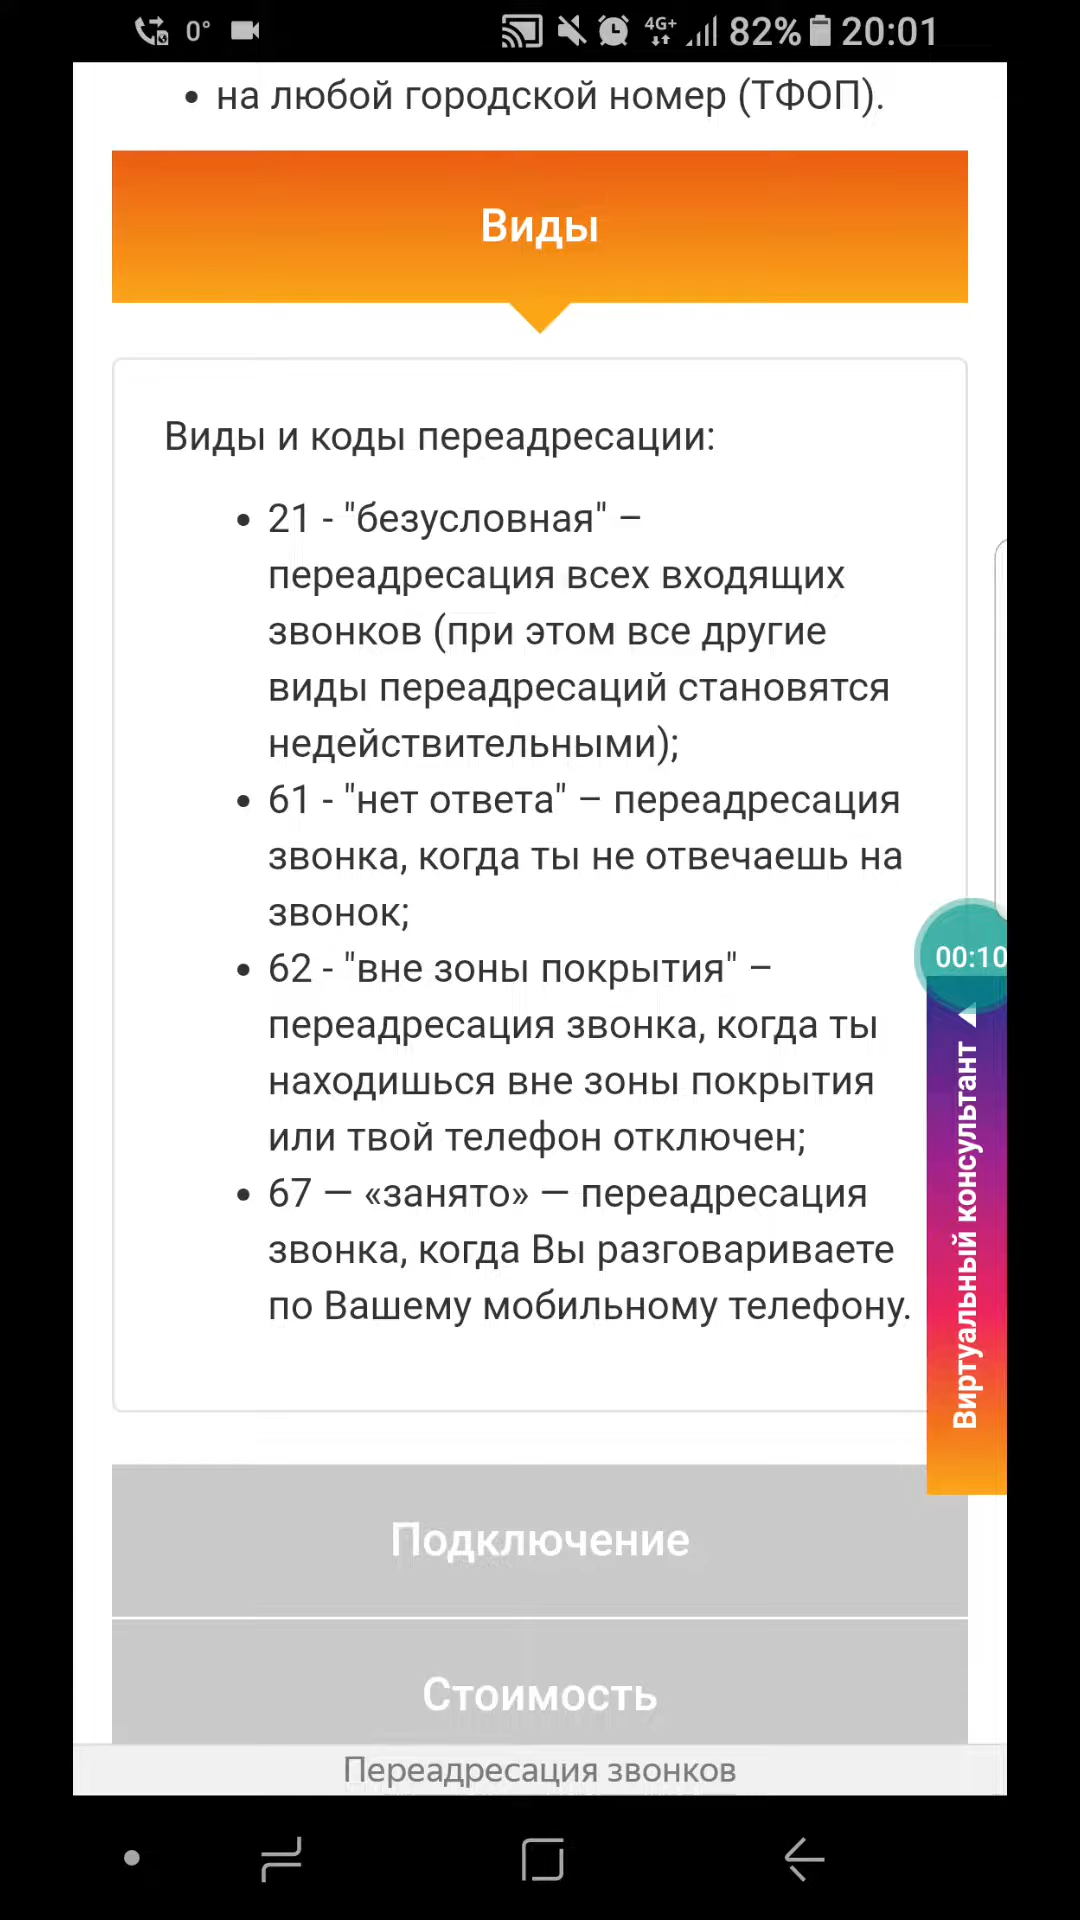 0° 4G+ 82% 20:01
• на любой городской номер (ТФОП).
Виды
Виды и коды переадресации:
• 21 - "безусловная" –
переадресация всех входящих
звонков (при этом все другие
виды переадресаций становятся
недействительными);
• 61 - "нет ответа" – переадресация
звонка, когда ты не отвечаешь на
звонок;
• 62 - "вне зоны покрытия" –
переадресация звонка, когда ты
находишься вне зоны покрытия
или твой телефон отключен;
• 67 — «занято» — переадресация
звонка, когда Вы разговариваете
по Вашему мобильному телефону.
00:10
Виртуальный консультант
Подключение
Стоимость
Переадресация звонков